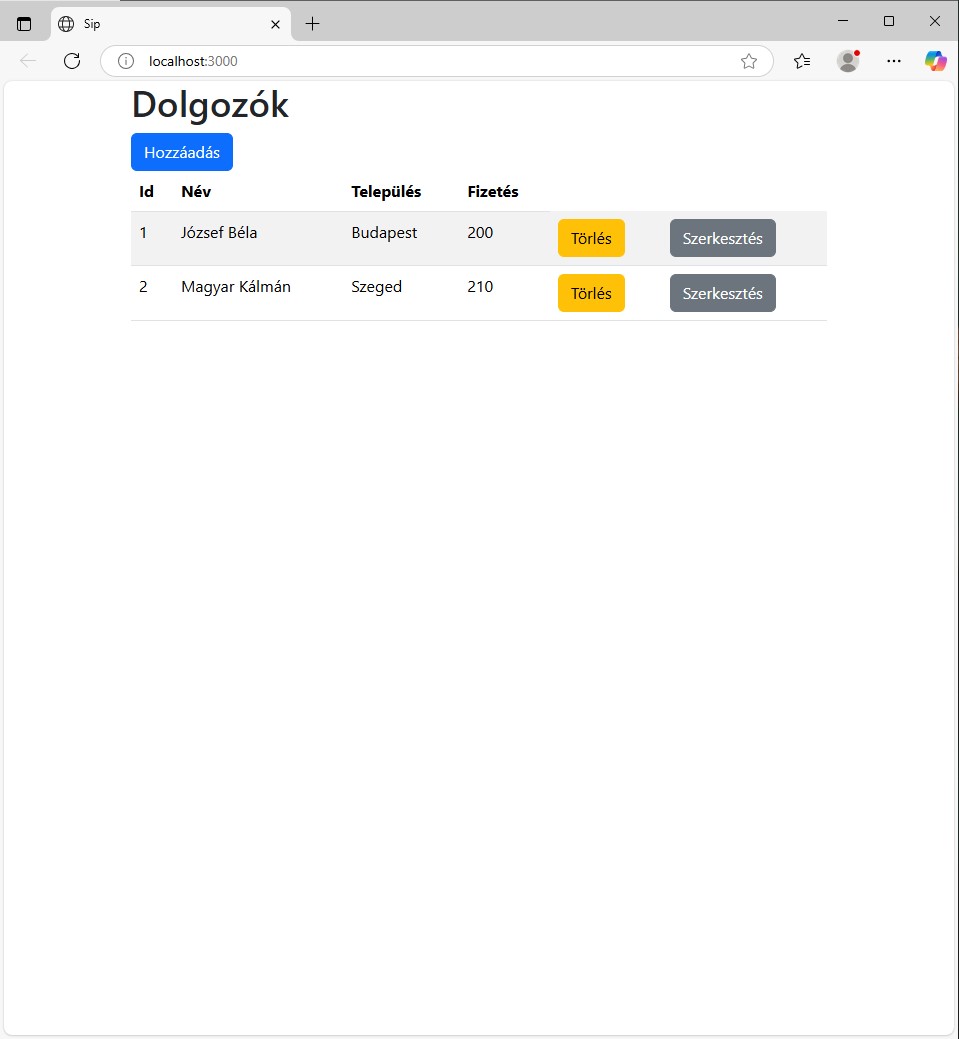 Sip
localhost:3000
Dolgozók
Hozzáadás
Id Név Település Fizetés
1 József Béla Budapest 200 Törlés Szerkesztés
2 Magyar Kálmán Szeged 210 Törlés Szerkesztés